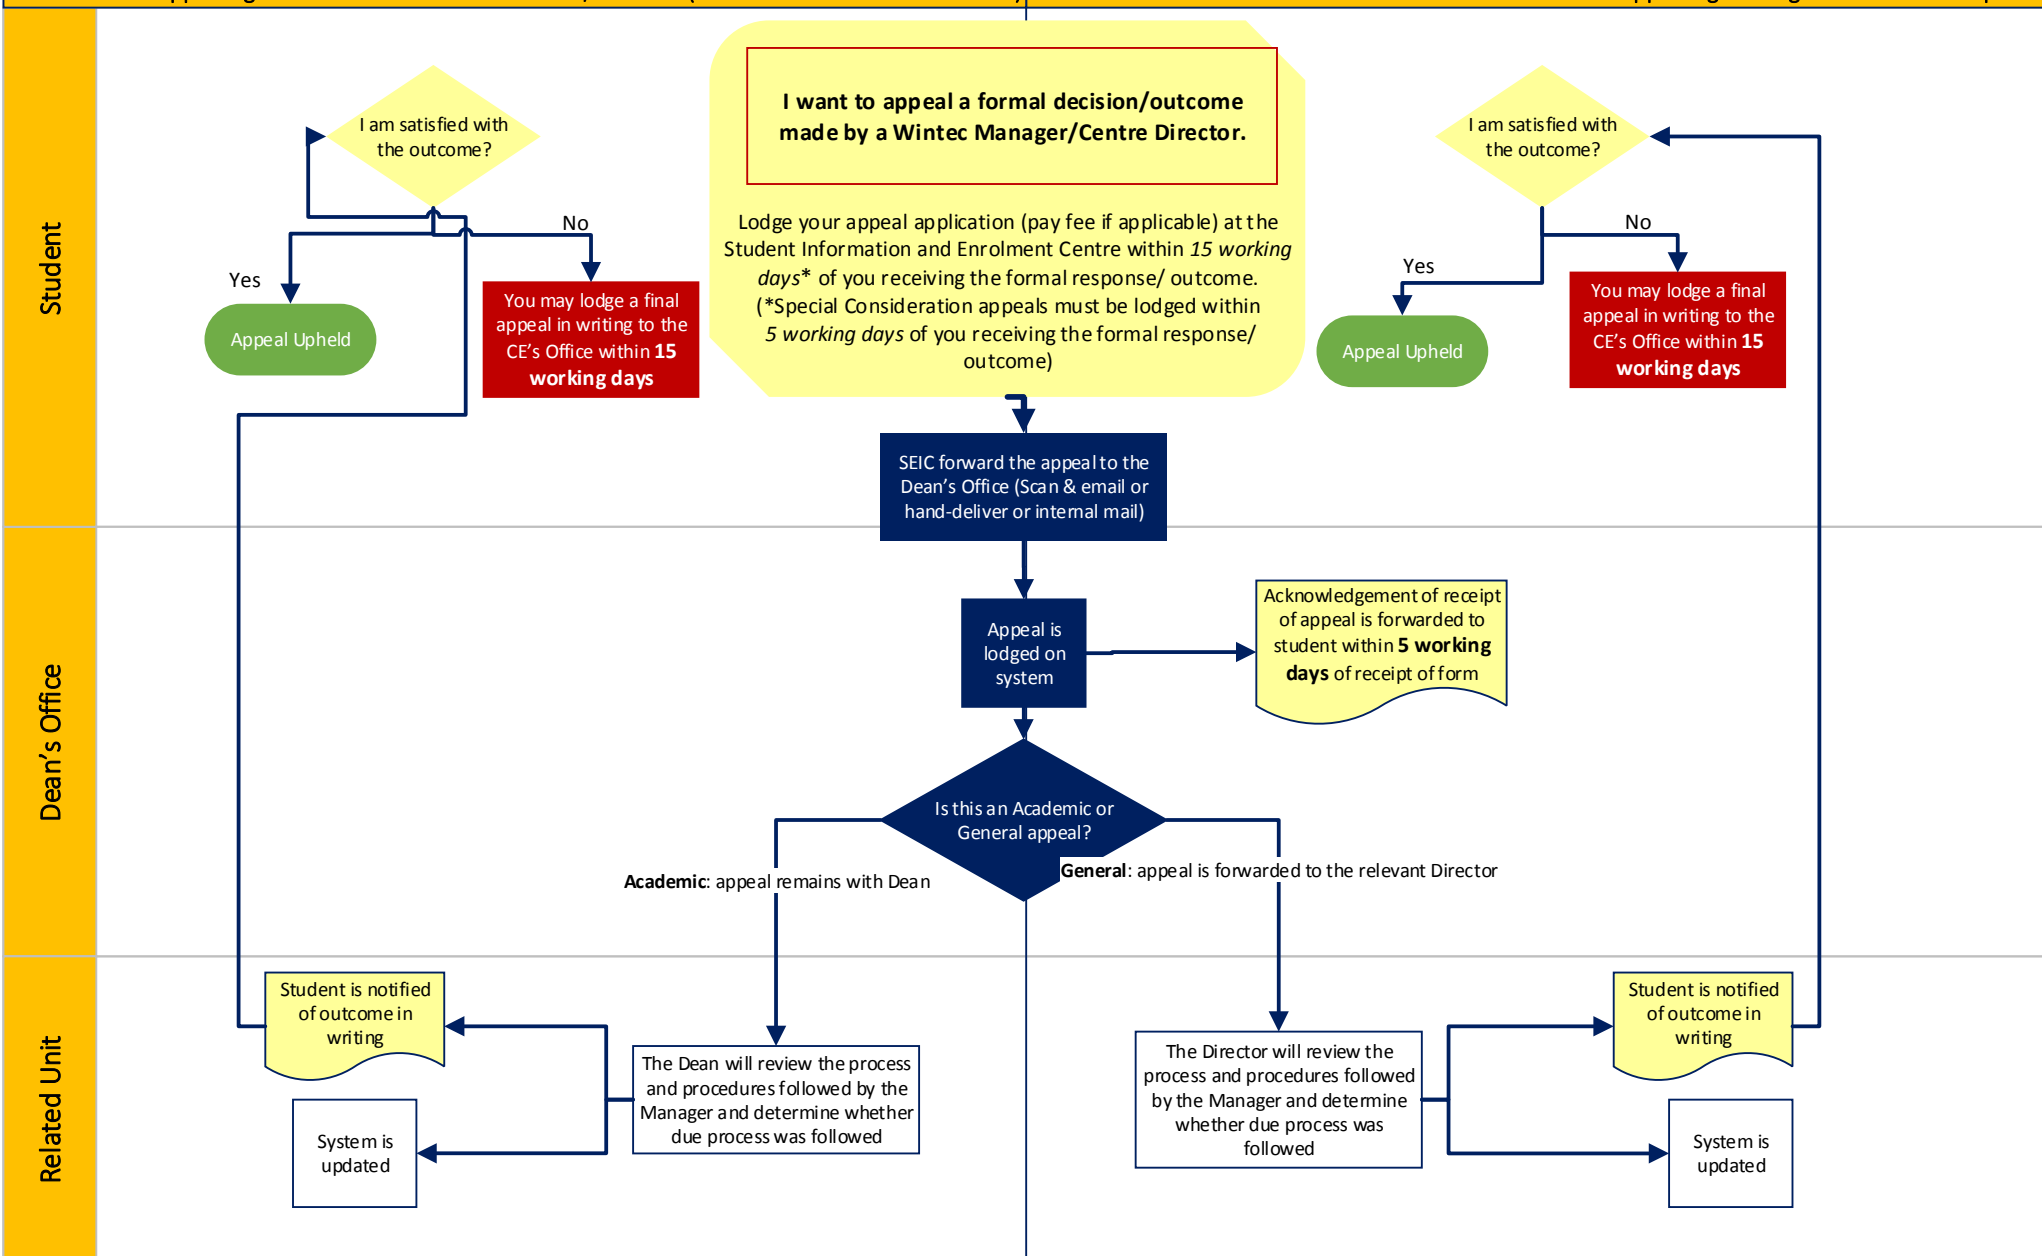 Student
I am satisfied with
the outcome?
Yes
No
Appeal Upheld
You may lodge a final
appeal in writing to the
CE's Office within 15
working days
I want to appeal a formal decision/outcome
made by a Wintec Manager/Centre Director.
Lodge your appeal application (pay fee if applicable) at the
Student Information and Enrolment Centre within 15 working
days* of you receiving the formal response/ outcome.
(*Special Consideration appeals must be lodged within
5 working days of you receiving the formal response/
outcome)
I am satisfied with
the outcome?
Yes
No
Appeal Upheld
You may lodge a final
appeal in writing to the
CE's Office within 15
working days
SEIC forward the appeal to the
Dean's Office (Scan & email or
hand-deliver or internal mail)
Dean's Office
Appeal is
lodged on
system
Acknowledgement of receipt
of appeal is forwarded to
student within 5 working
days of receipt of form
Is this an Academic or
General appeal?
Academic: appeal remains with Dean
General: appeal is forwarded to the relevant Director
Related Unit
Student is notified
of outcome in
writing
System is
updated
The Dean will review the process
and procedures followed by the
Manager and determine whether
due process was followed
The Director will review the
process and procedures followed
by the Manager and determine
whether due process was
followed
Student is notified
of outcome in
writing
System is
updated